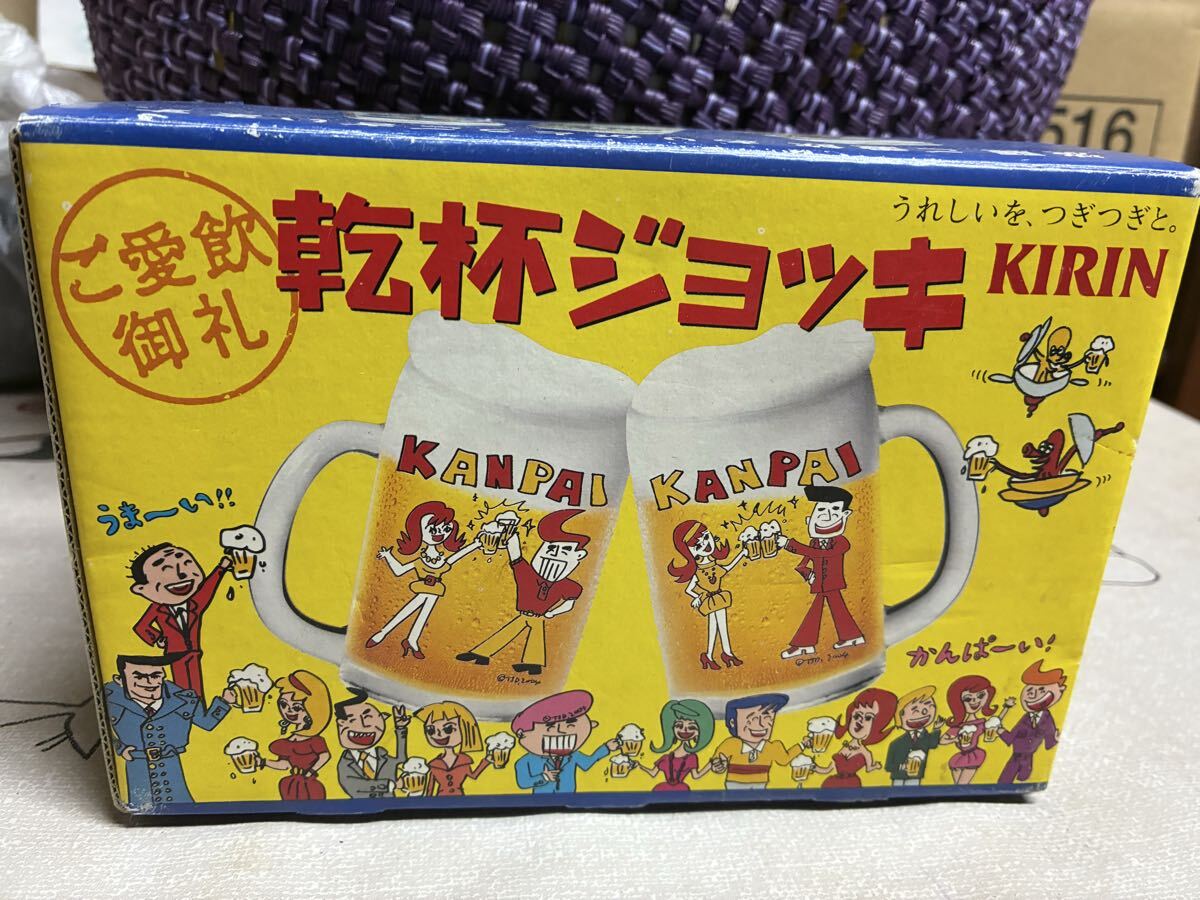 516
うれしいを、つぎつぎと。
KIRIN
ご愛飲
御礼
乾杯ジョッキ
KANPAI
KANPAI
うまーい!!
かんぱーい!